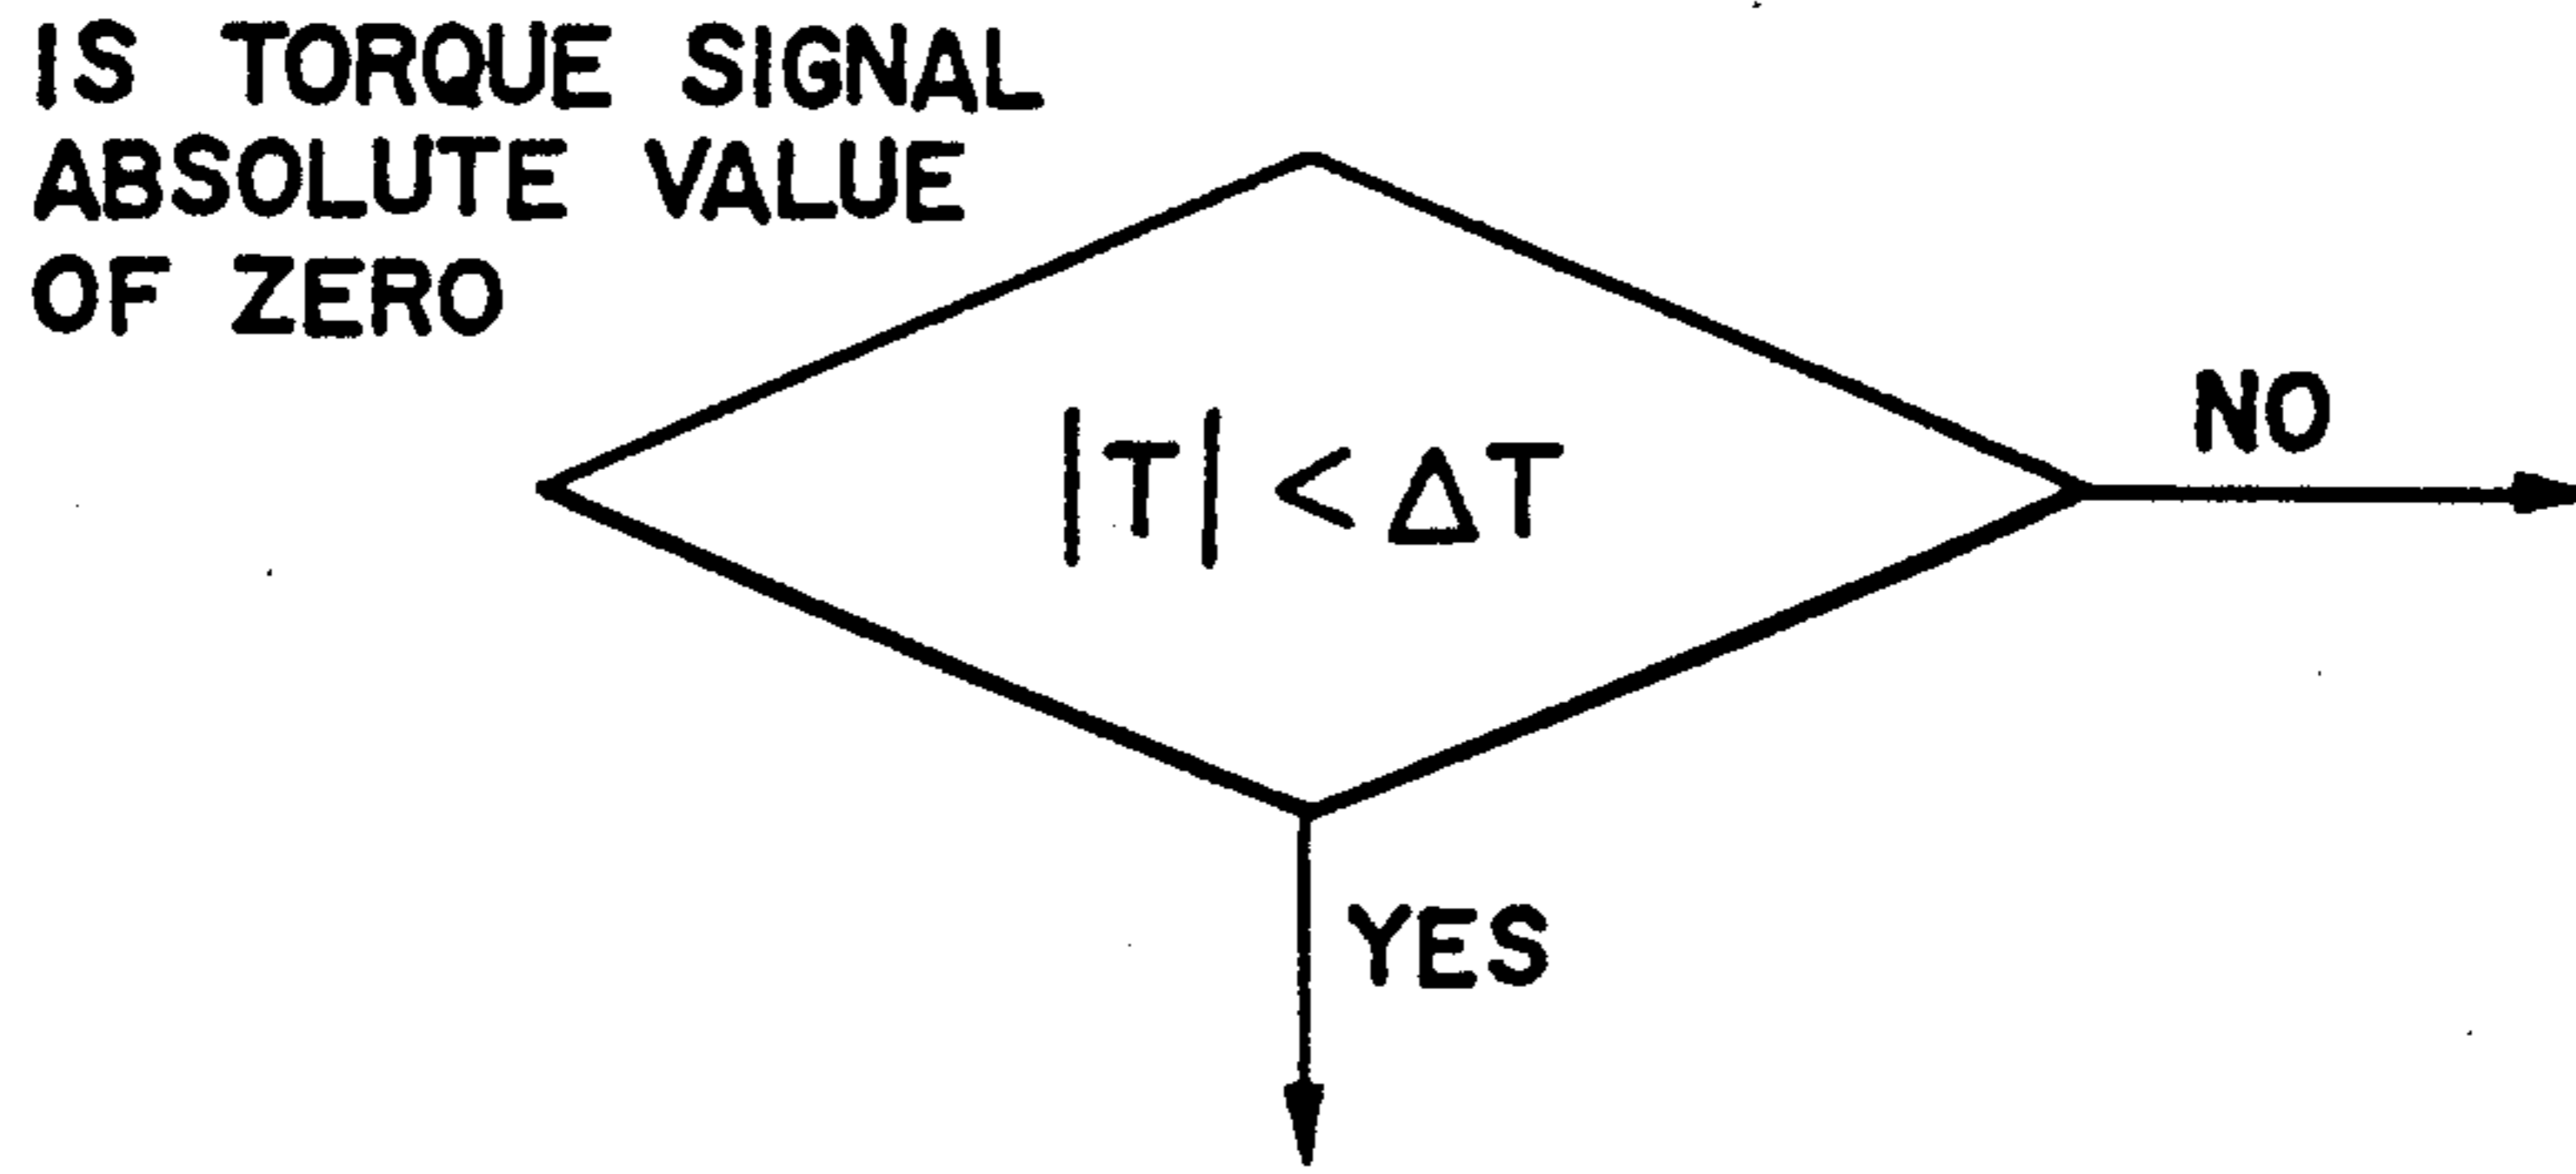 IS TORQUE SIGNAL
ABSOLUTE VALUE
OF ZERO
|T| < ΔT
NO
YES